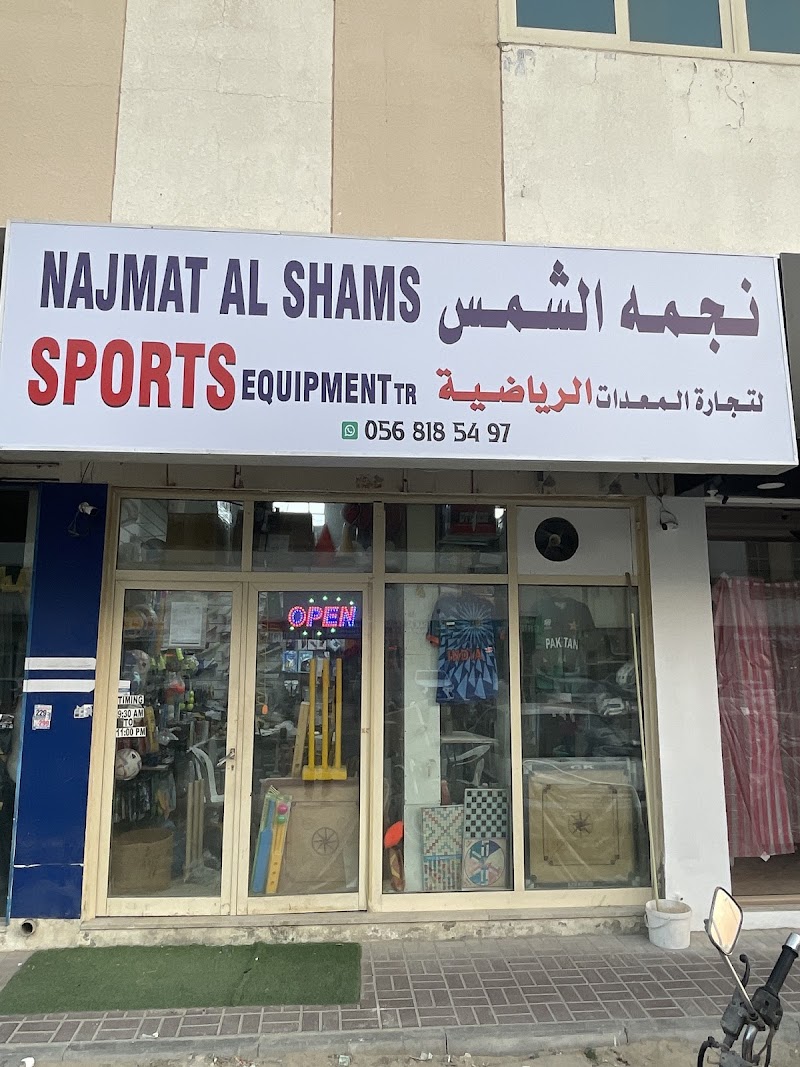 NAJMAT AL SHAMS
نجمه الشمس
SPORTS EQUIPMENT TR
لتجارة المعدات الرياضية
056 818 54 97
OPEN
INDIA
PAKISTAN
TIMING
9:30 AM
TO
11:00 PM